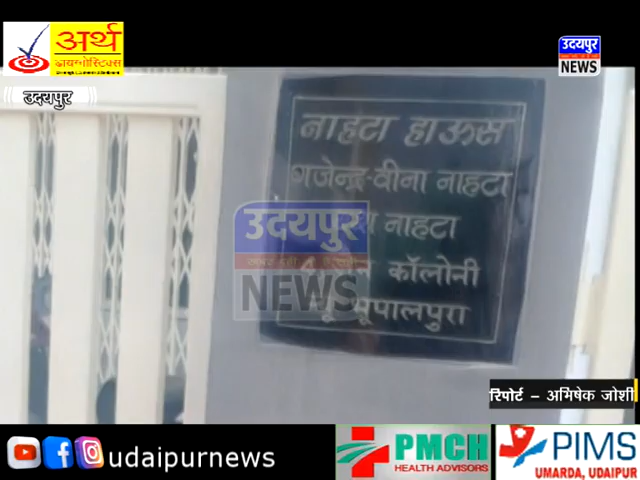 अर्थ
डायग्नोस्टिक्स
उदयपुर
NEWS
उदयपुर
नाहटा हाऊस
गजेन्द्र-वीना नाहटा
नाहटा
कॉलोनी
न्यू भूपालपुरा
उदयपुर
NEWS
रिपोर्ट – अभिषेक जोशी
udaipurnews
PMCH
HEALTH ADVISORS
PIMS
UMARDA, UDAIPUR